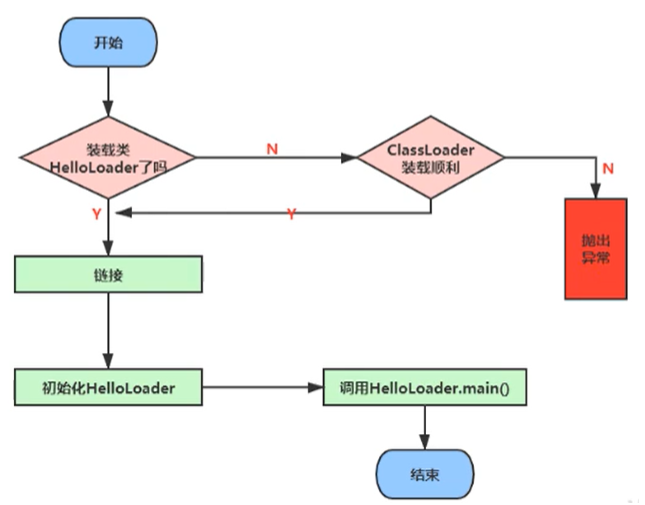 开始
装载类
HelloLoader了吗
N
ClassLoader
装载顺利
N
Y
Y
抛出
异常
链接
初始化HelloLoader
调用HelloLoader.main()
结束